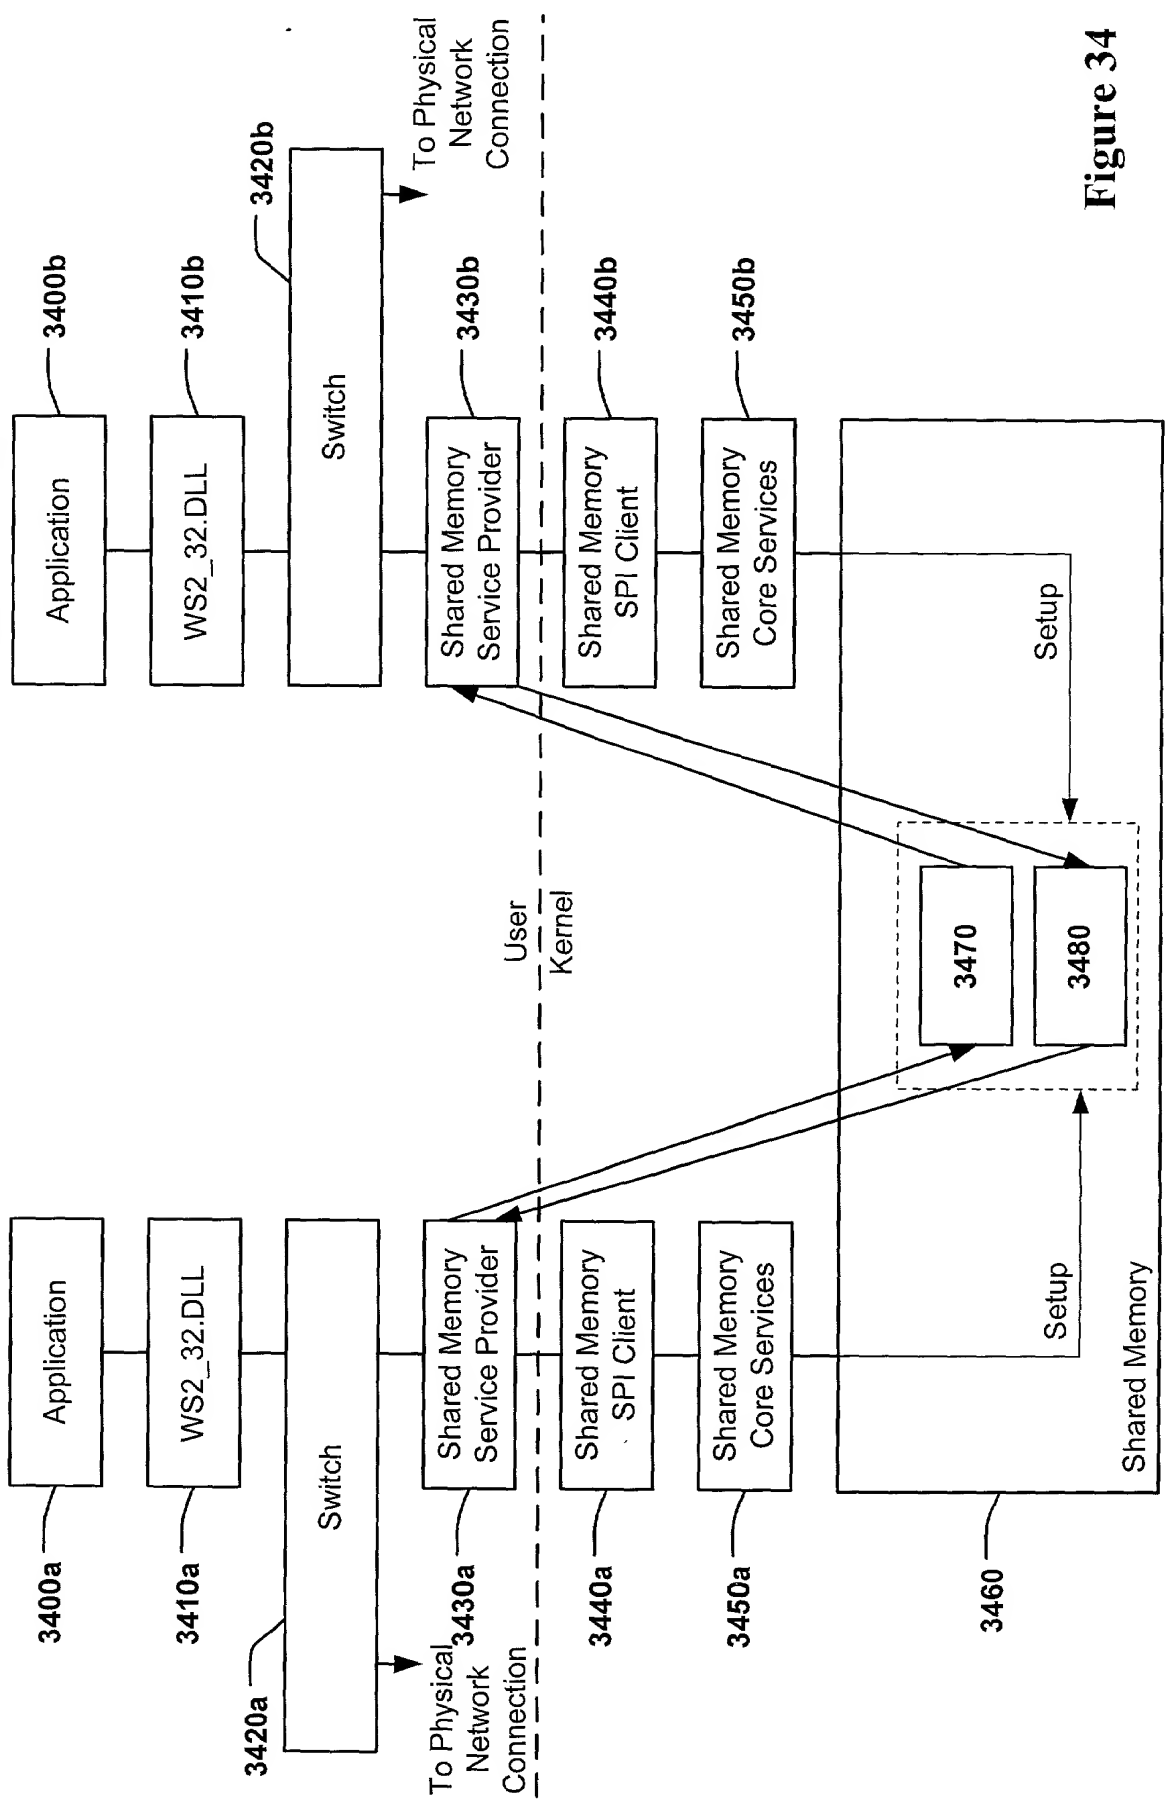 3400a
Application
Application
3400b
3410a
WS2_32.DLL
WS2_32.DLL
3410b
3420a
Switch
Switch
3420b
To Physical
Network
Connection
3430a
Shared Memory
Service Provider
Shared Memory
Service Provider
3430b
To Physical
Network
Connection
User
Kernel
3440a
Shared Memory
SPI Client
Shared Memory
SPI Client
3440b
3450a
Shared Memory
Core Services
Shared Memory
Core Services
3450b
3460
3470
3480
Setup
Setup
Shared Memory
Figure 34